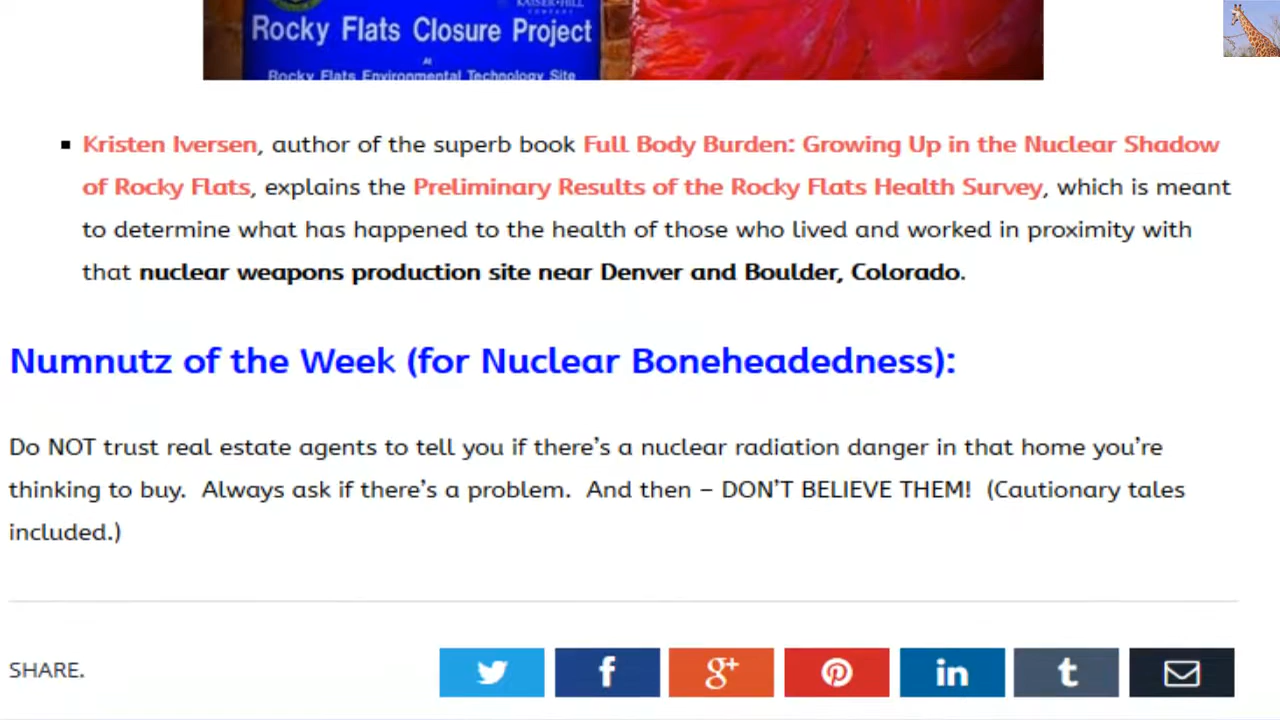 KAISER-HILL
COMPANY
Rocky Flats Closure Project
At
Rocky Flats Environmental Technology Site
Kristen Iversen, author of the superb book Full Body Burden: Growing Up in the Nuclear Shadow
of Rocky Flats, explains the Preliminary Results of the Rocky Flats Health Survey, which is meant
to determine what has happened to the health of those who lived and worked in proximity with
that nuclear weapons production site near Denver and Boulder, Colorado.
Numnutz of the Week (for Nuclear Boneheadedness):
Do NOT trust real estate agents to tell you if there's a nuclear radiation danger in that home you're
thinking to buy. Always ask if there's a problem. And then – DON'T BELIEVE THEM! (Cautionary tales
included.)
SHARE.
f
g+
in
t